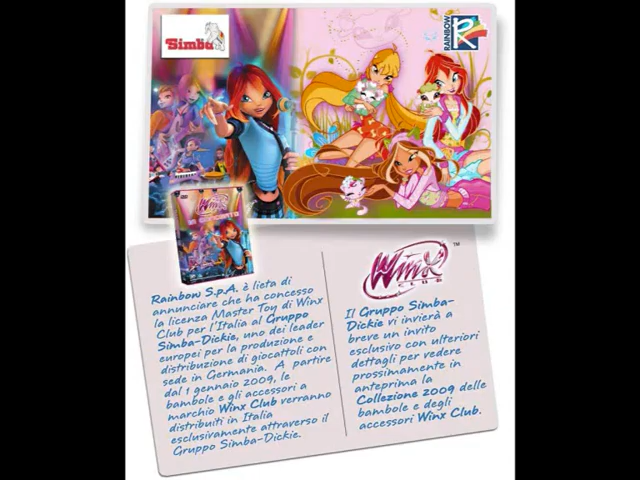 Simba
RAINBOW
R
Winx
CLUB
IN CONCERTO
Rainbow S.p.A. è lieta di
annunciare che ha concesso
la licenza Master Toy di Winx
Club per l'Italia al Gruppo
Simba-Dickie, uno dei leader
europei per la produzione e
distribuzione di giocattoli con
sede in Germania. A partire
dal 1 gennaio 2009, le
bambole e gli accessori a
marchio Winx Club verranno
distribuiti in Italia
esclusivamente attraverso il
Gruppo Simba-Dickie.
Winx TM
CLUB
Il Gruppo Simba-
Dickie vi invierà a
breve un invito
esclusivo con ulteriori
dettagli per vedere
prossimamente in
anteprima la
Collezione 2009 delle
bambole e degli
accessori Winx Club.